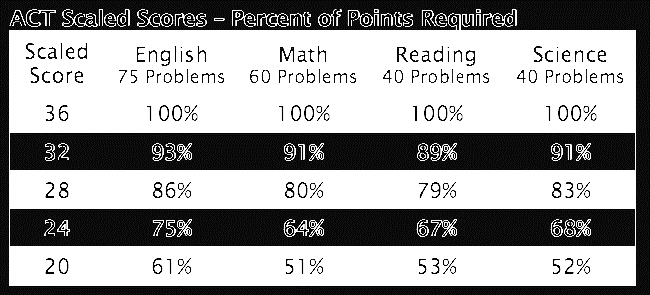 ACT Scaled Scores – Percent of Points Required
Scaled Score English 75 Problems Math 60 Problems Reading 40 Problems Science 40 Problems
36 100% 100% 100% 100%
32 93% 91% 89% 91%
28 86% 80% 79% 83%
24 75% 64% 67% 68%
20 61% 51% 53% 52%